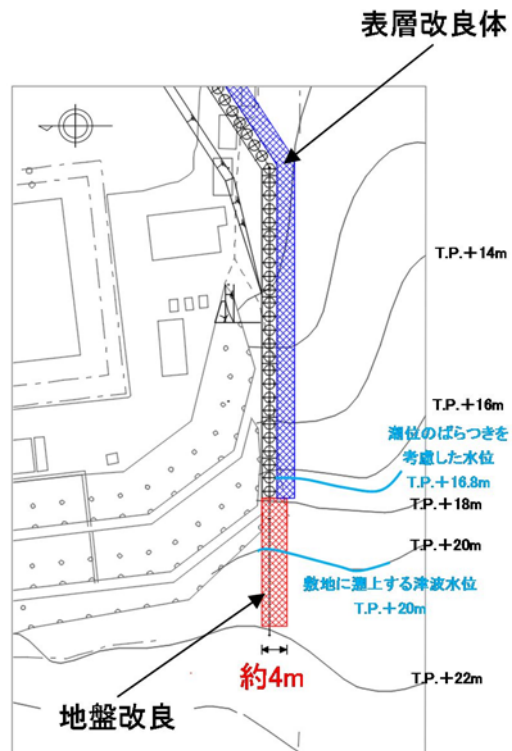 表層改良体
T.P.+14m
T.P.+16m
潮位のばらつきを
考慮した水位
T.P.+16.8m
T.P.+18m
T.P.+20m
敷地に遡上する津波水位
T.P.+20m
約4m
T.P.+22m
地盤改良